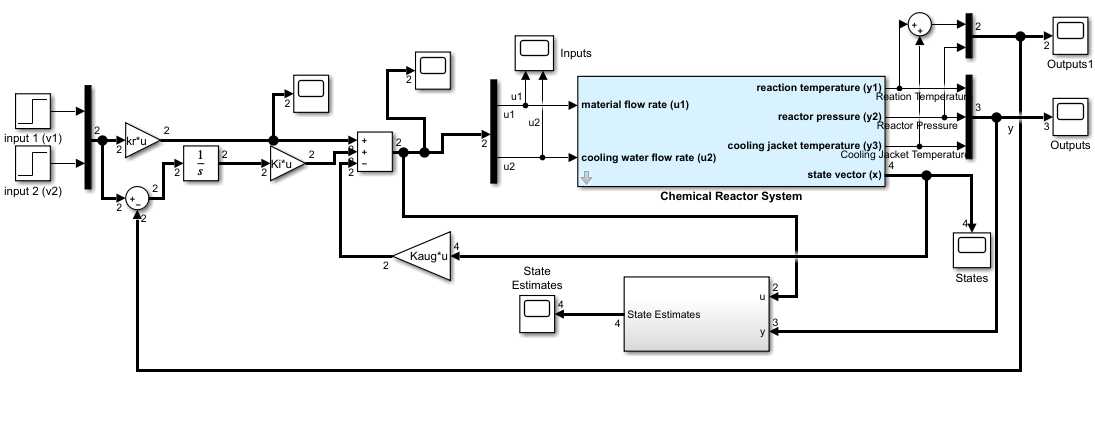 2
2
Outputs1
Inputs
reaction temperature (y1)
Reation Temperature
2
u1
u1
material flow rate (u1)
3
2
reactor pressure (y2)
Reactor Pressure
u2
y
3
Outputs
input 1 (v1)
2
kr*u
2
2
+
+
−
2
2
cooling jacket temperature (y3)
Cooling Jacket Temperature
1
s
2
2
Ki*u
2
2
2
2
u2
cooling water flow rate (u2)
4
state vector (x)
input 2 (v2)
Chemical Reactor System
2
+
−
2
2
4
States
Kaug*u
4
2
State
Estimates
4
4
State Estimates
u
2
y
3
+
+